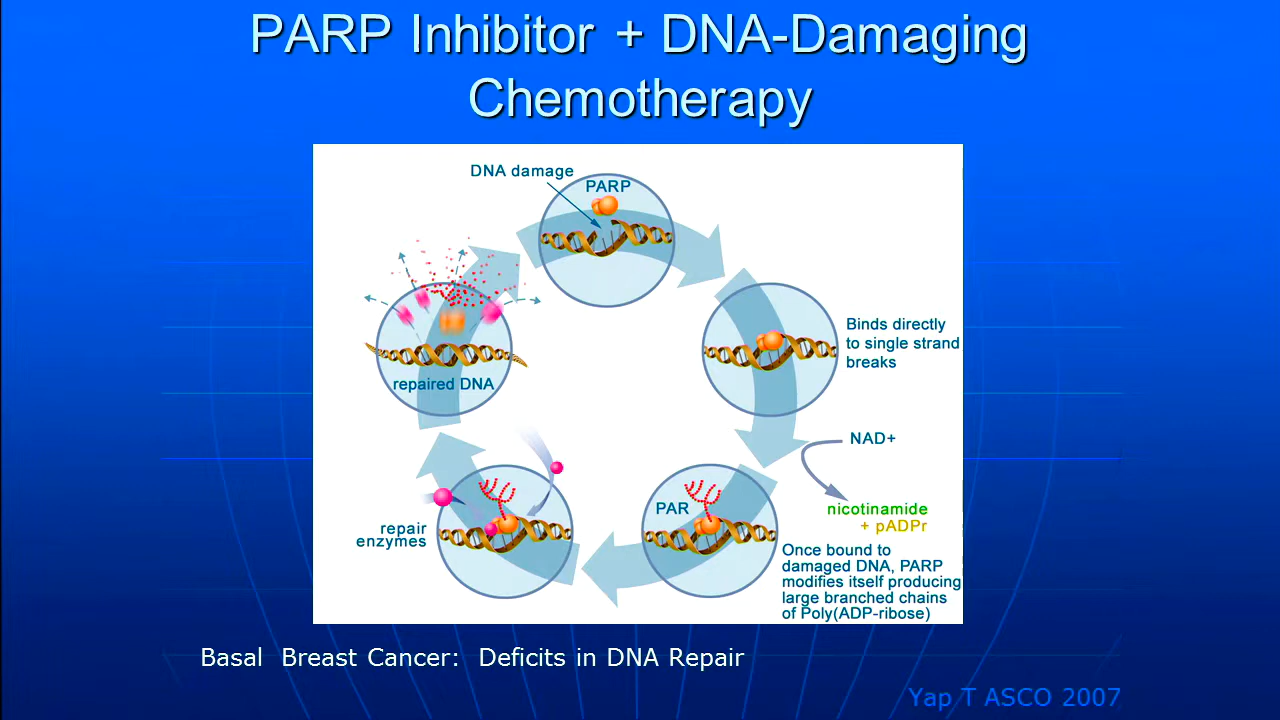 PARP Inhibitor + DNA-Damaging
Chemotherapy
DNA damage
PARP
Binds directly
to single strand
breaks
NAD+
nicotinamide
+ pADPr
PAR
Once bound to
damaged DNA, PARP
modifies itself producing
large branched chains
of Poly(ADP-ribose)
repair
enzymes
repaired DNA
Basal Breast Cancer: Deficits in DNA Repair
Yap T ASCO 2007